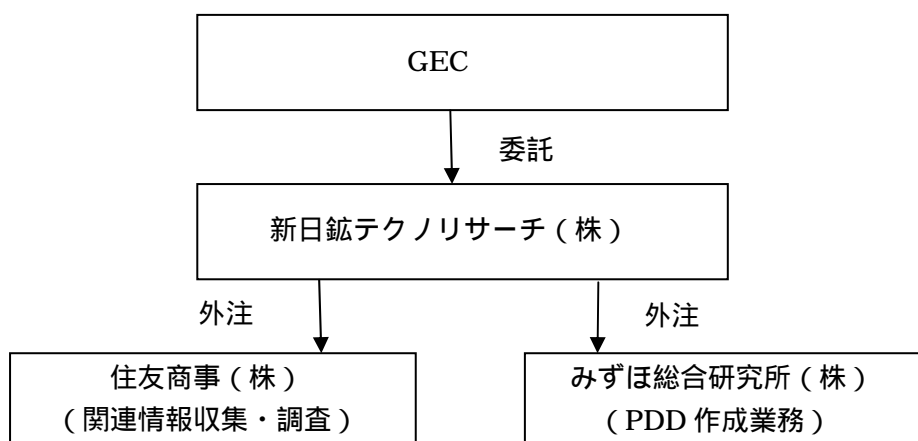 GEC
委託
新日鉱テクノリサーチ(株)
外注
外注
住友商事(株)
(関連情報収集・調査)
みずほ総合研究所(株)
(PDD 作成業務)